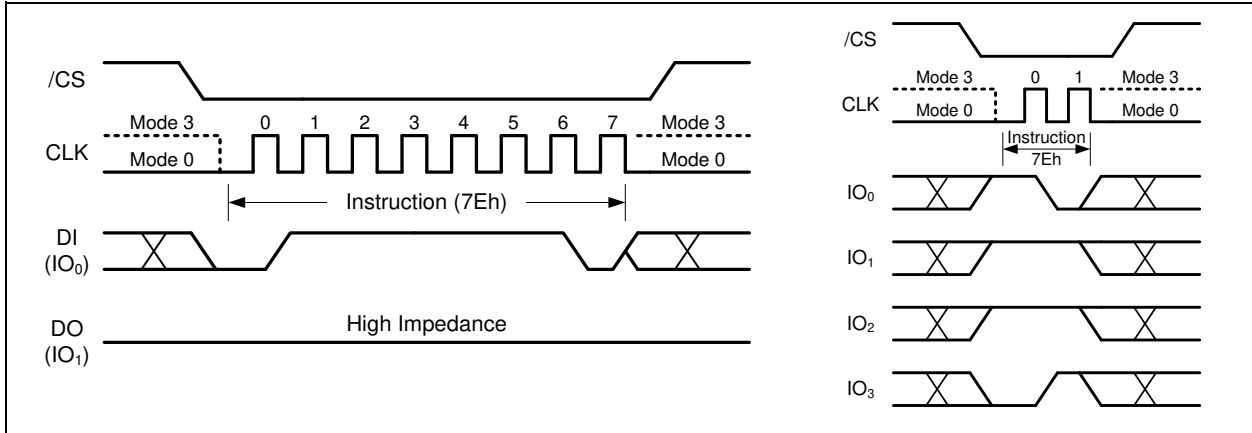 /CS
Mode 3 0 1 2 3 4 5 6 7 Mode 3
CLK Mode 0 Mode 0
Instruction (7Eh)
DI
(IO₀)
DO High Impedance
(IO₁)
/CS
Mode 3 0 1 Mode 3
CLK Mode 0 Mode 0
Instruction
7Eh
IO₀
IO₁
IO₂
IO₃